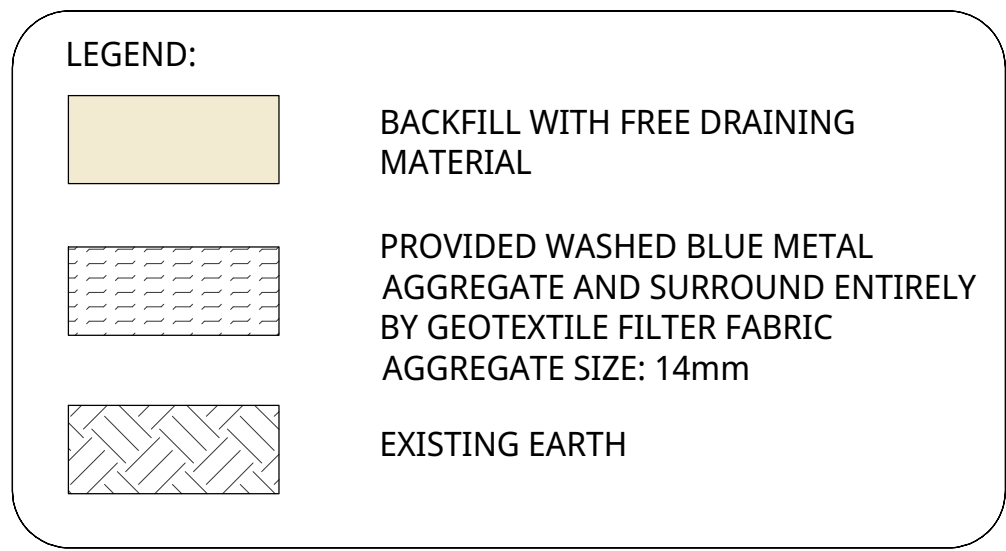 LEGEND:
BACKFILL WITH FREE DRAINING
MATERIAL
PROVIDED WASHED BLUE METAL
AGGREGATE AND SURROUND ENTIRELY
BY GEOTEXTILE FILTER FABRIC
AGGREGATE SIZE: 14mm
EXISTING EARTH